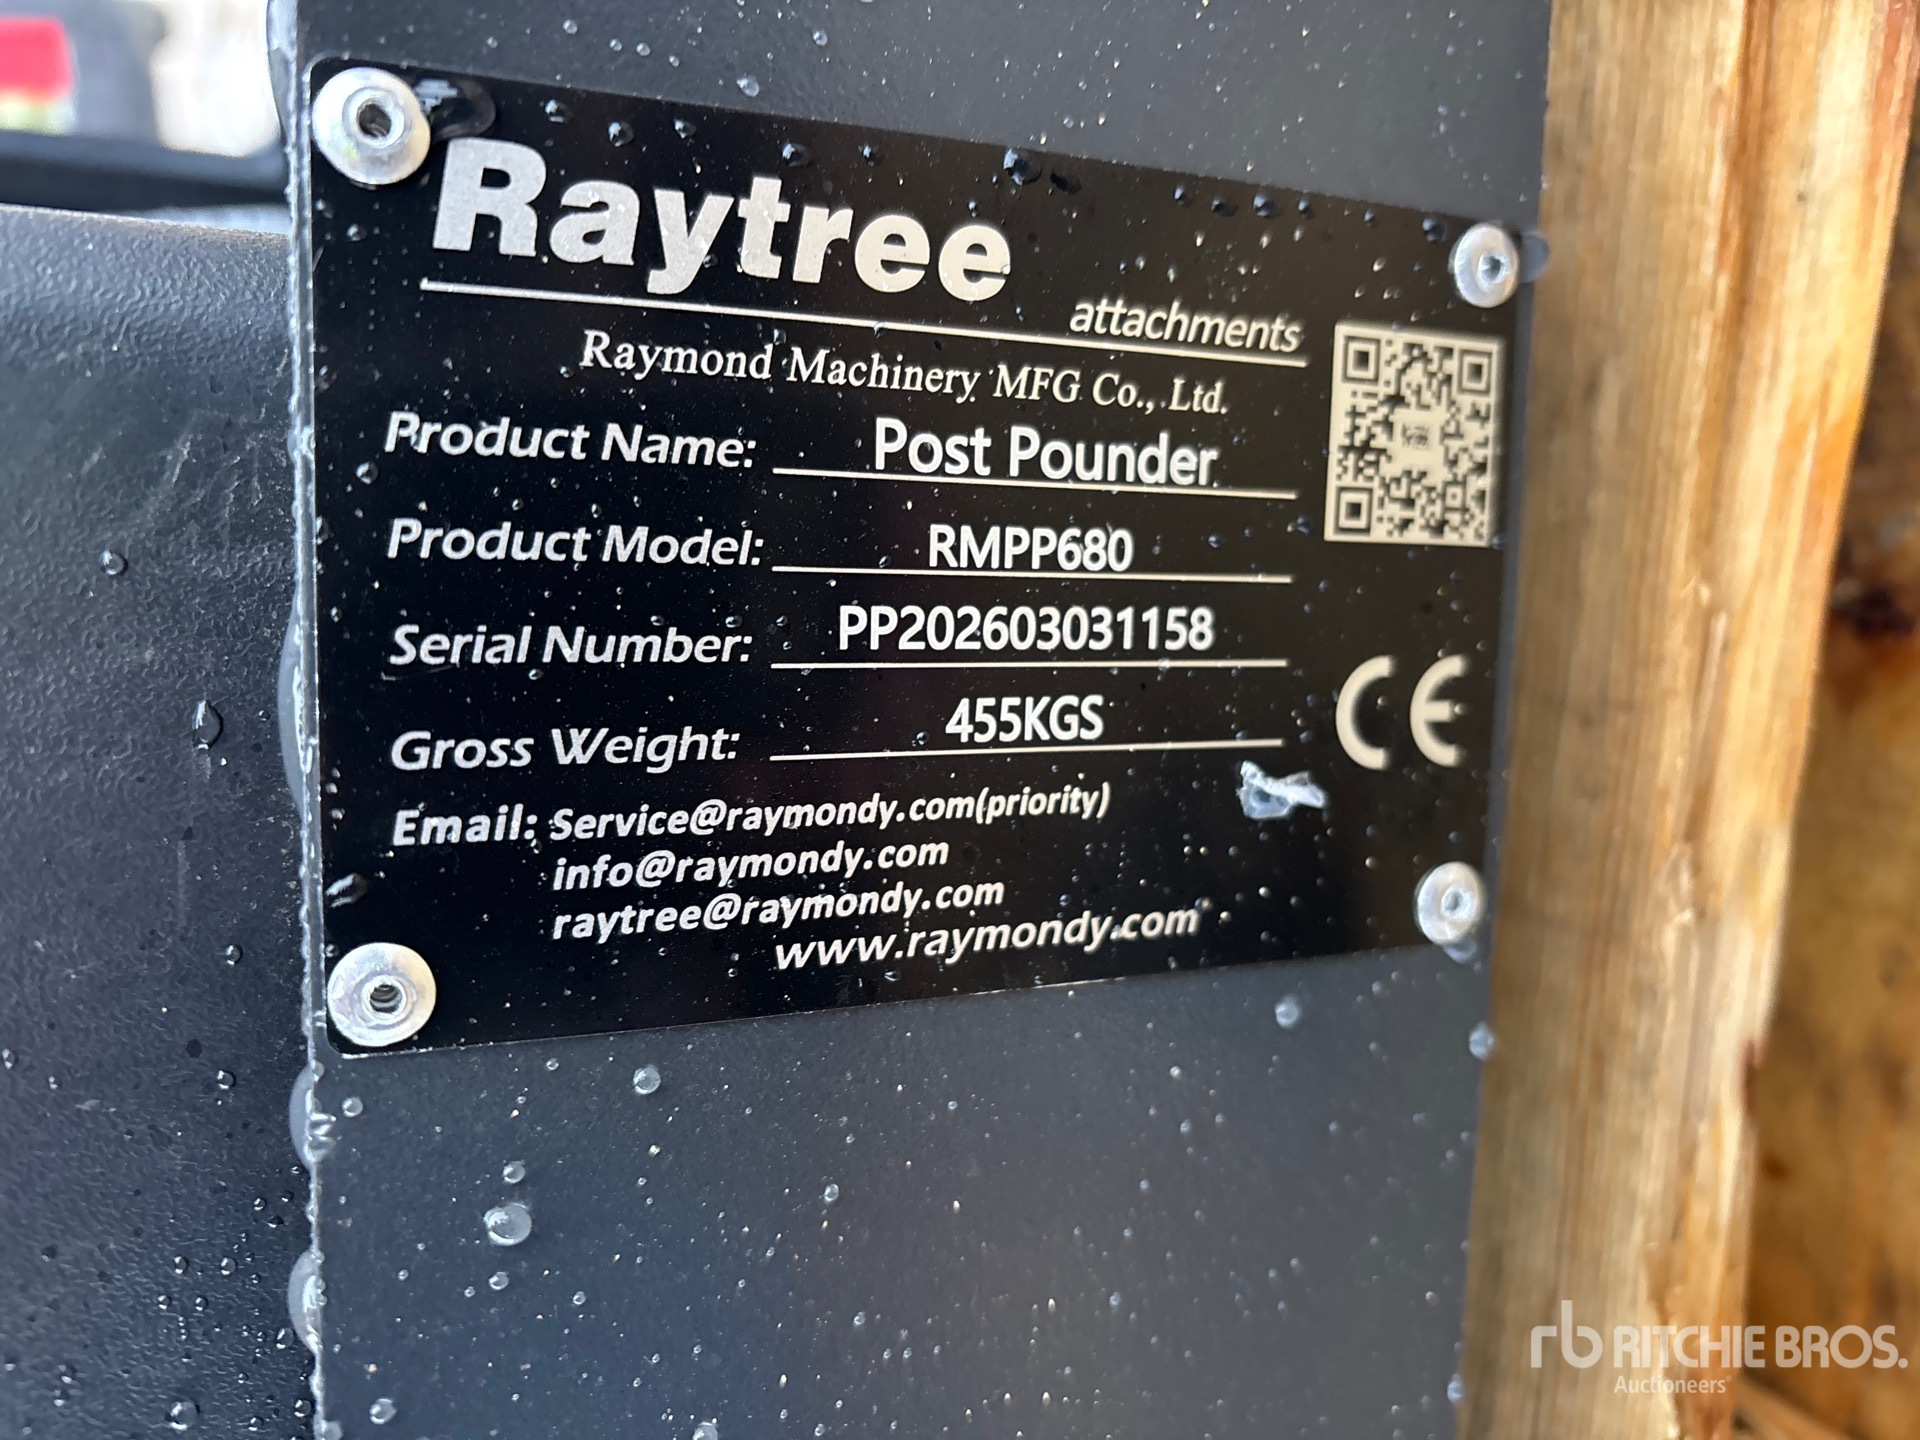 Raytree
attachments
Raymond Machinery MFG Co., Ltd.
Product Name: Post Pounder
Product Model: RMPP680
Serial Number: PP202603031158
Gross Weight: 455KGS
CE
Email: Service@raymondy.com(priority)
info@raymondy.com
raytree@raymondy.com
www.raymondy.com
rb RITCHIE BROS.
Auctioneers